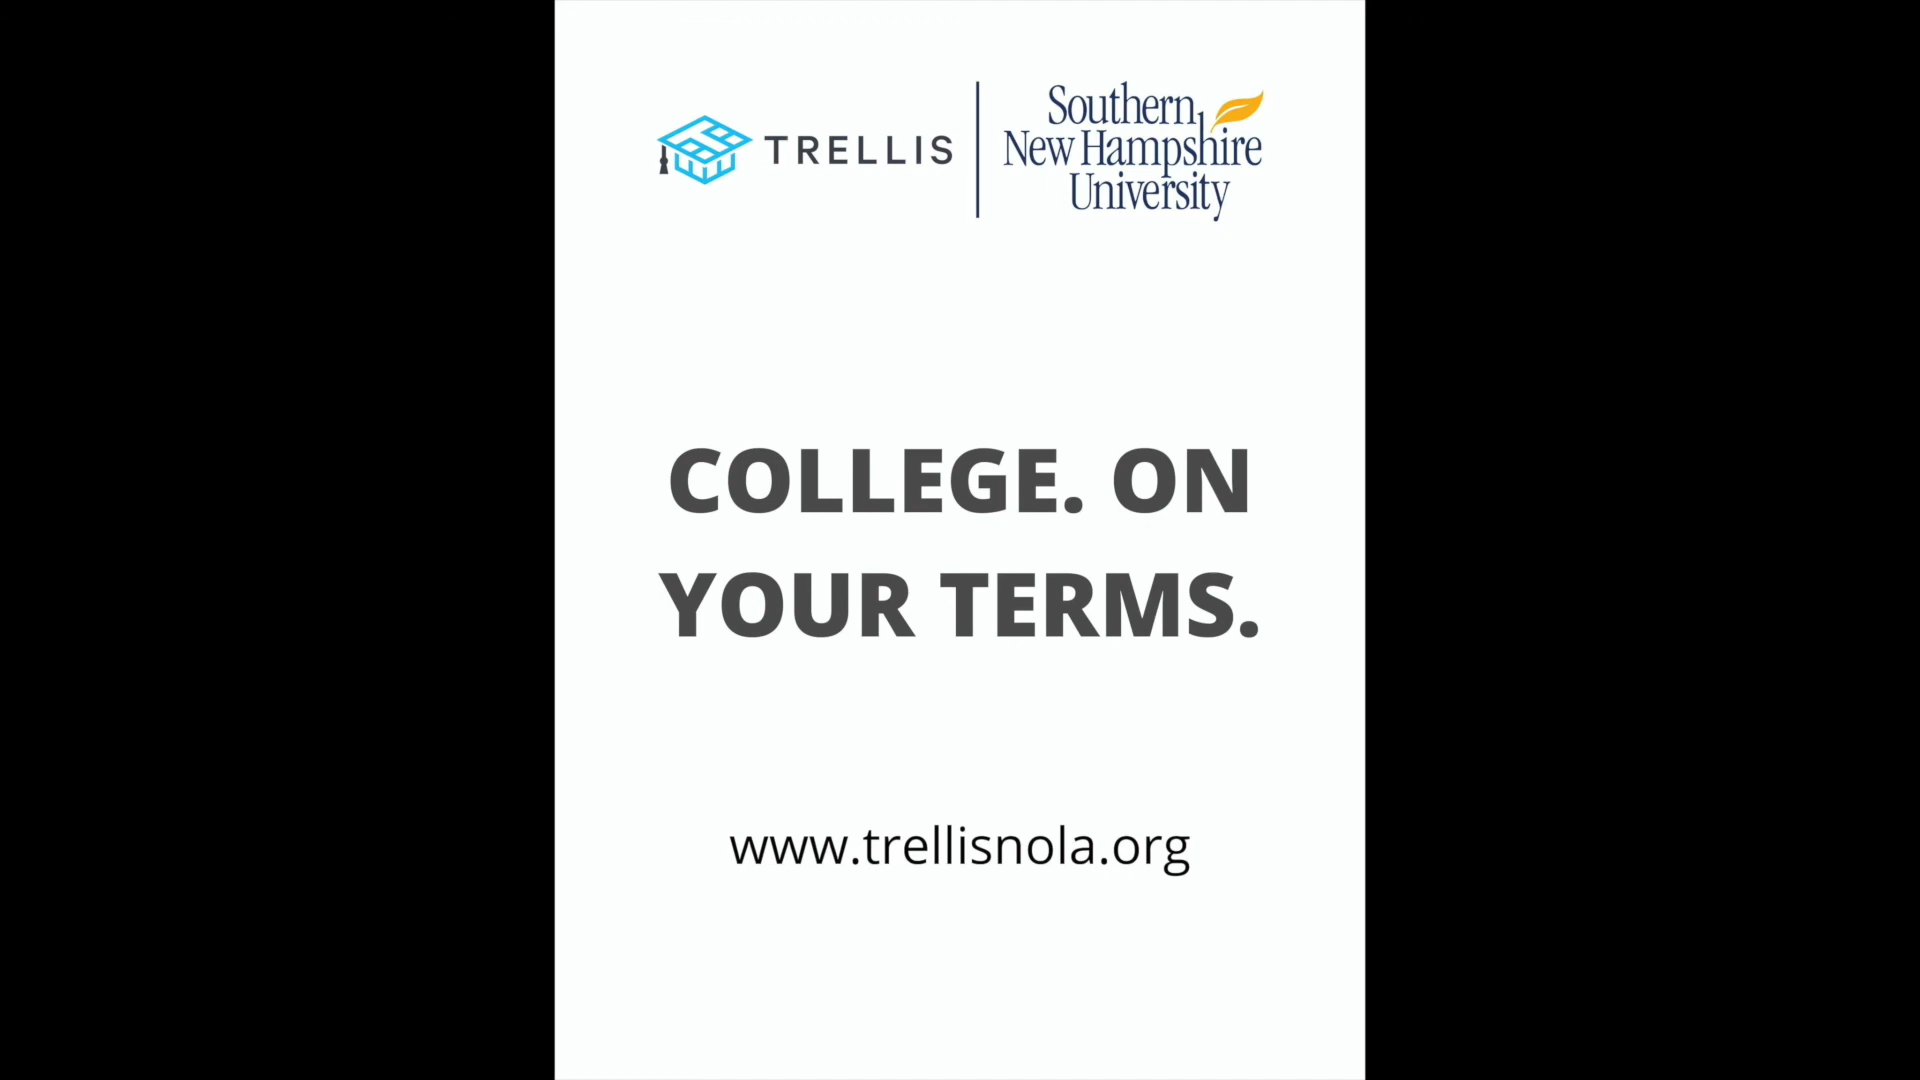 TRELLIS
Southern
New Hampshire
University
COLLEGE. ON
YOUR TERMS.
www.trellisnola.org